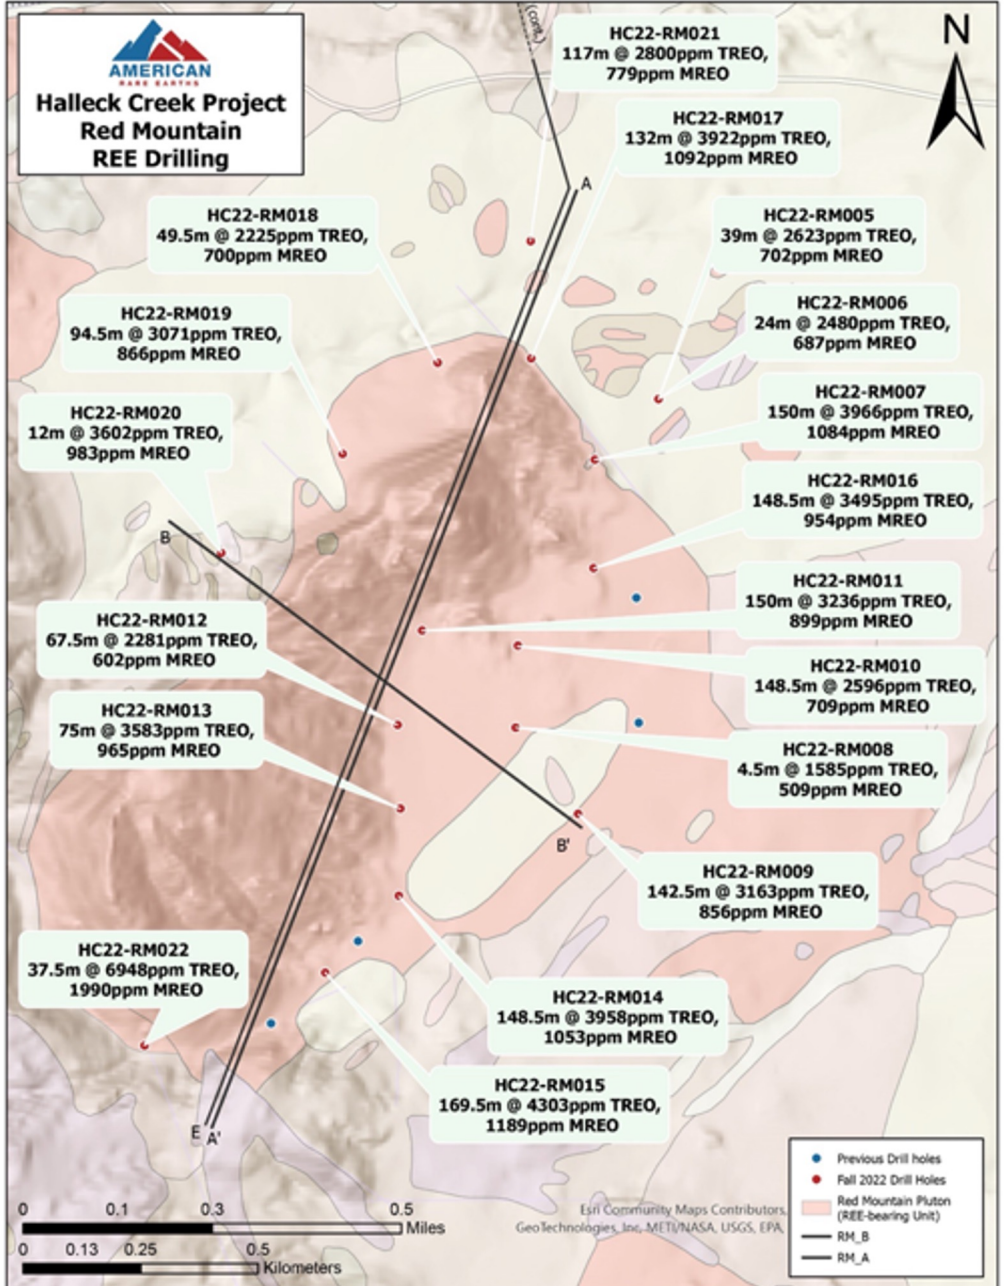 AMERICAN
RARE EARTHS
Halleck Creek Project
Red Mountain
REE Drilling
(cont.)
N
HC22-RM021
117m @ 2800ppm TREO,
779ppm MREO
HC22-RM017
132m @ 3922ppm TREO,
1092ppm MREO
A
HC22-RM018
49.5m @ 2225ppm TREO,
700ppm MREO
HC22-RM005
39m @ 2623ppm TREO,
702ppm MREO
HC22-RM019
94.5m @ 3071ppm TREO,
866ppm MREO
HC22-RM006
24m @ 2480ppm TREO,
687ppm MREO
HC22-RM020
12m @ 3602ppm TREO,
983ppm MREO
HC22-RM007
150m @ 3966ppm TREO,
1084ppm MREO
HC22-RM016
148.5m @ 3495ppm TREO,
954ppm MREO
B
HC22-RM011
150m @ 3236ppm TREO,
899ppm MREO
HC22-RM012
67.5m @ 2281ppm TREO,
602ppm MREO
HC22-RM010
148.5m @ 2596ppm TREO,
709ppm MREO
HC22-RM013
75m @ 3583ppm TREO,
965ppm MREO
HC22-RM008
4.5m @ 1585ppm TREO,
509ppm MREO
B'
HC22-RM009
142.5m @ 3163ppm TREO,
856ppm MREO
HC22-RM022
37.5m @ 6948ppm TREO,
1990ppm MREO
HC22-RM014
148.5m @ 3958ppm TREO,
1053ppm MREO
HC22-RM015
169.5m @ 4303ppm TREO,
1189ppm MREO
E A'
Previous Drill holes
Fall 2022 Drill Holes
Red Mountain Pluton
(REE-bearing Unit)
RM_B
RM_A
0 0.1 0.3 0.5
Miles
0 0.13 0.25 0.5
Kilometers
Esri Community Maps Contributors,
GeoTechnologies, Inc, METI/NASA, USGS, EPA,